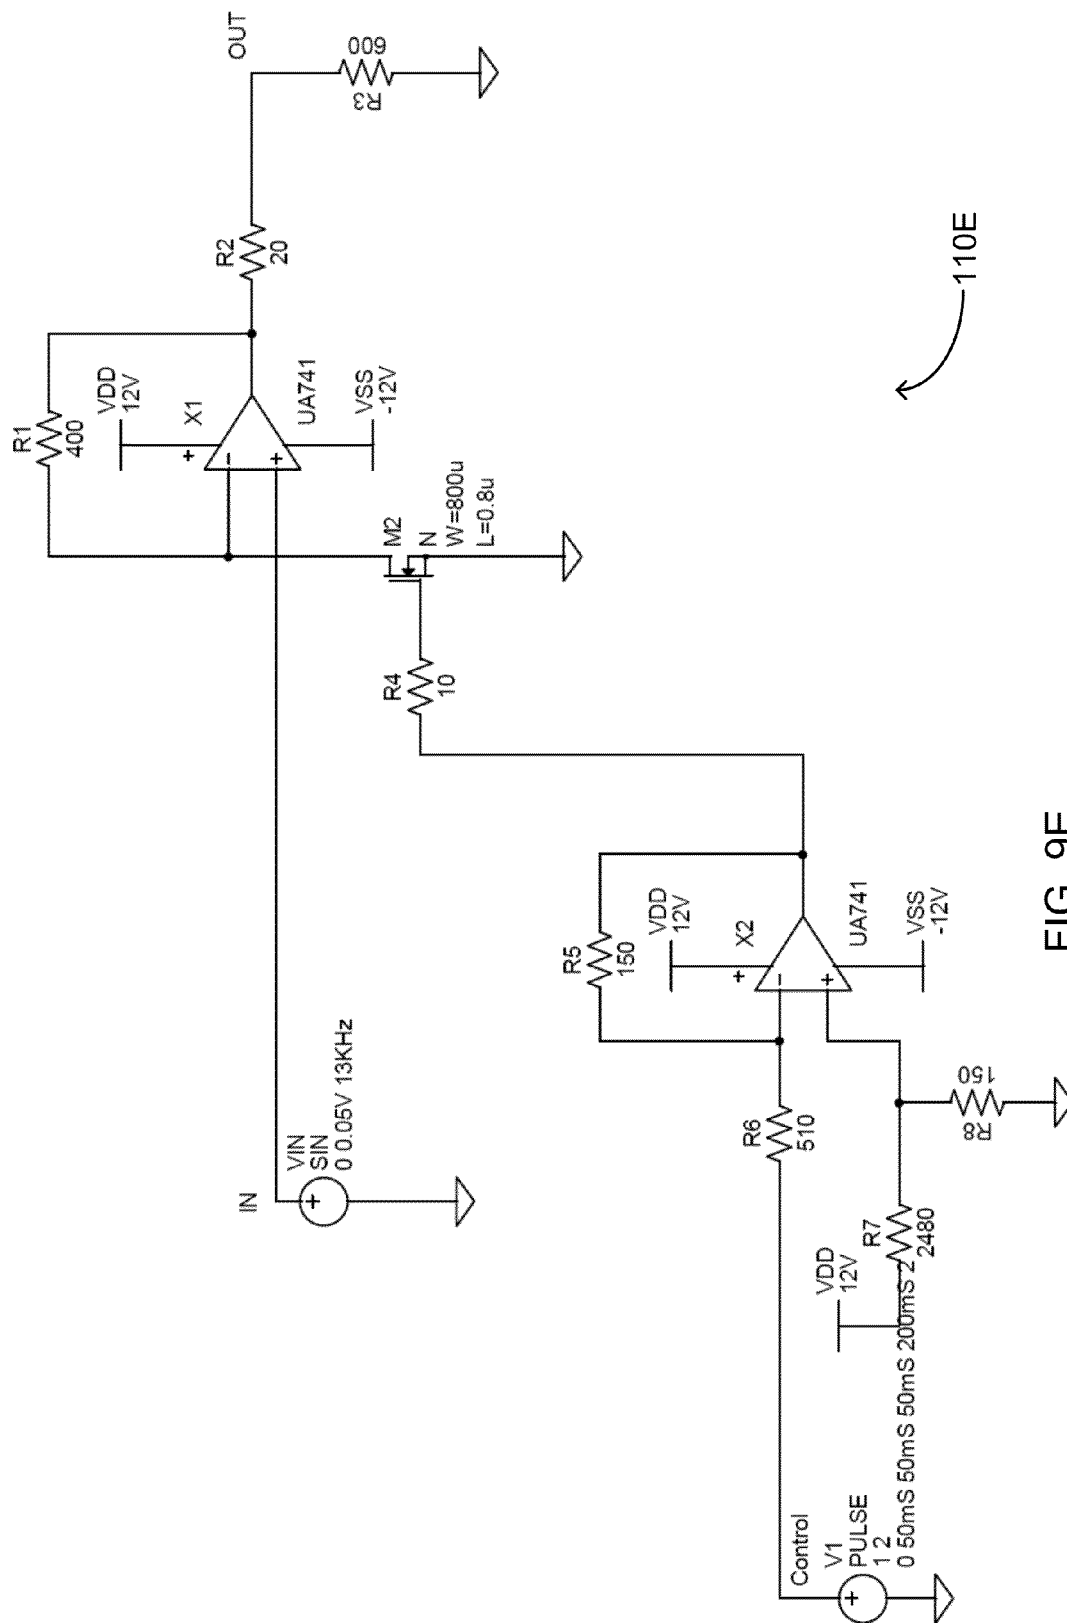 R1
400
VDD
12V
X1
+
-
+
UA741
VSS
-12V
R2
20
OUT
R3
600
IN
VIN
SIN
0 0.05V 13KHz
+
M2
N
W=800u
L=0.8u
R4
10
R5
150
VDD
12V
X2
+
-
+
UA741
VSS
-12V
R6
510
Control
V1
PULSE
1 2
0 50mS 50mS 50mS 200mS 2
+
VDD
12V
R7
2480
R8
150
110E
FIG